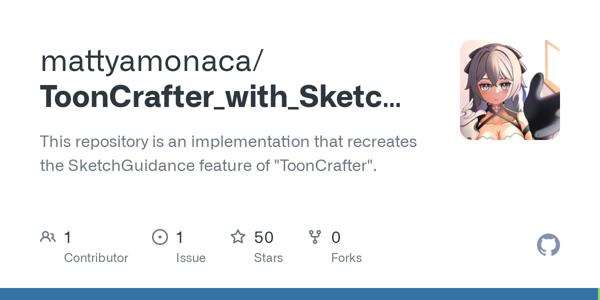 mattyamonaca/
ToonCrafter_with_Sketc...
This repository is an implementation that recreates
the SketchGuidance feature of "ToonCrafter".
1 1 50 0
Contributor Issue Stars Forks